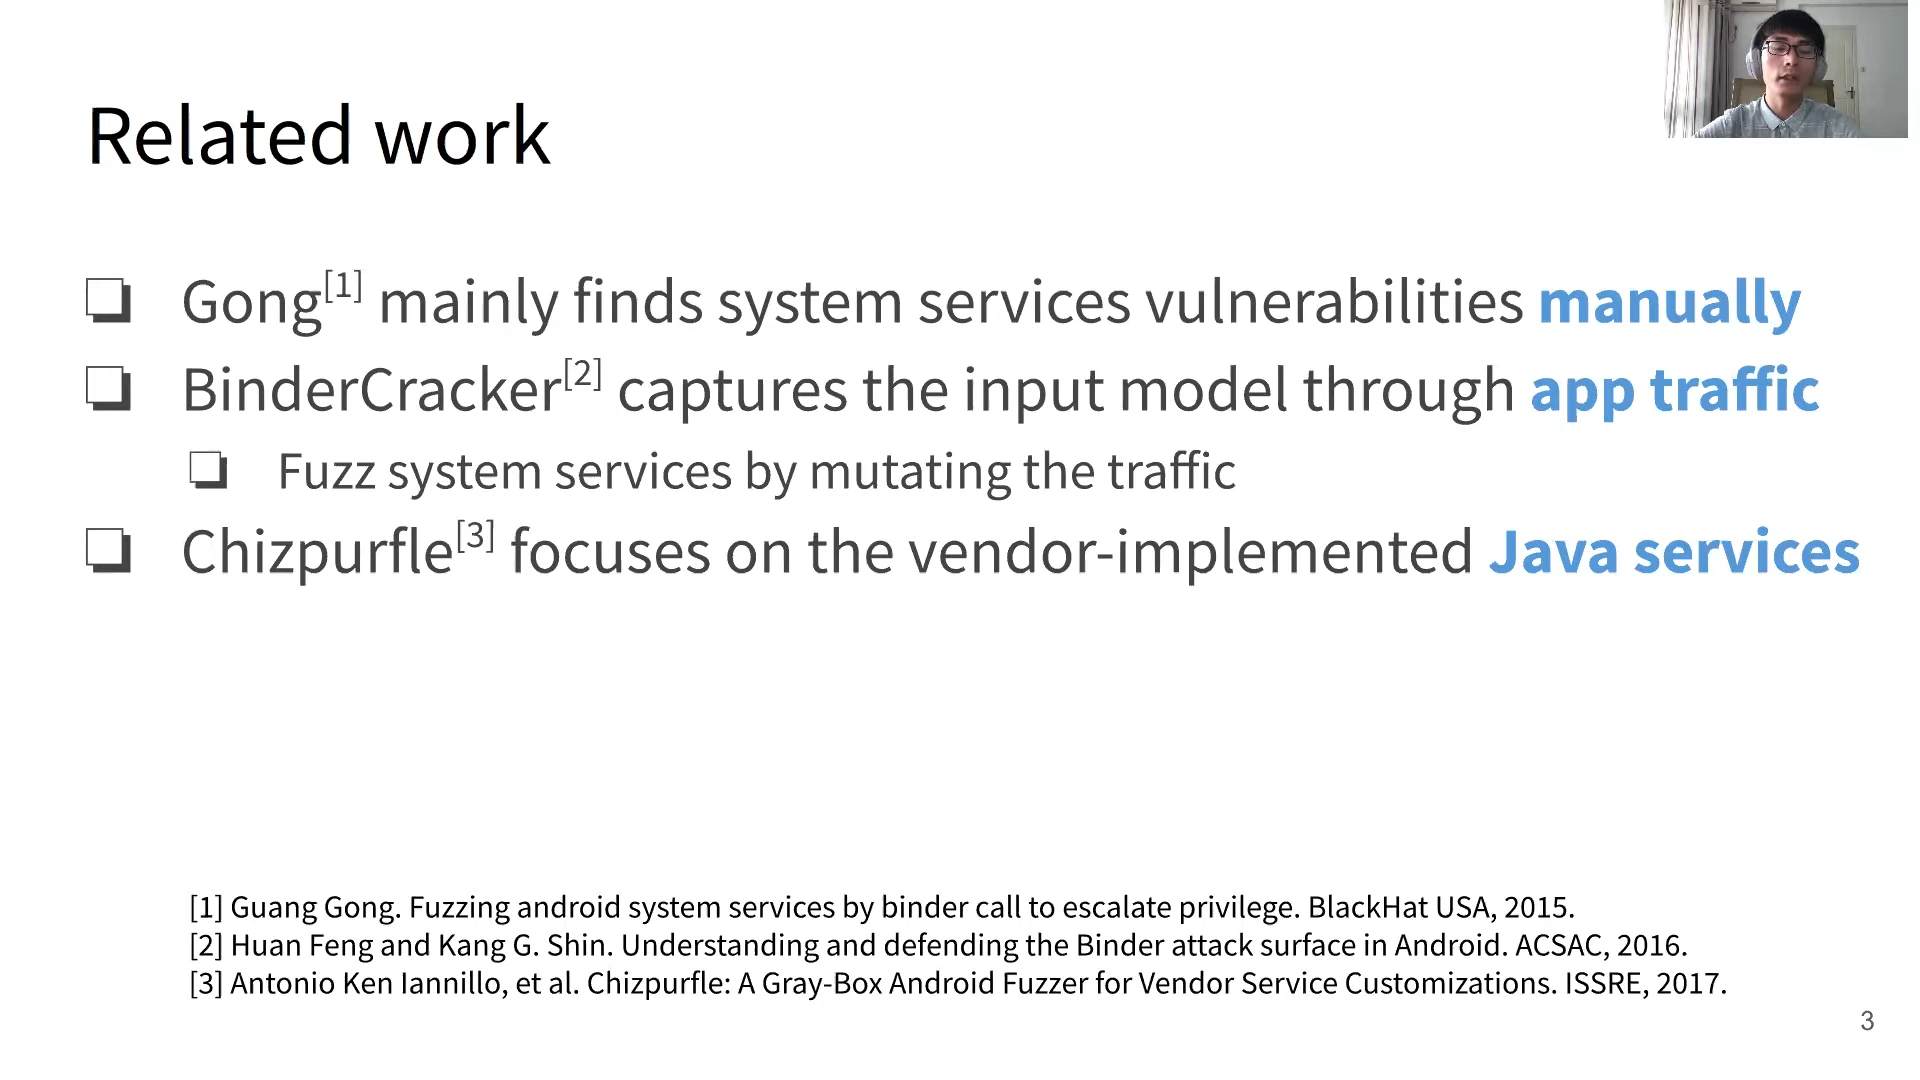 Related work
Gong[1] mainly finds system services vulnerabilities manually
BinderCracker[2] captures the input model through app traffic
Fuzz system services by mutating the traffic
Chizpurfle[3] focuses on the vendor-implemented Java services
[1] Guang Gong. Fuzzing android system services by binder call to escalate privilege. BlackHat USA, 2015.
[2] Huan Feng and Kang G. Shin. Understanding and defending the Binder attack surface in Android. ACSAC, 2016.
[3] Antonio Ken Iannillo, et al. Chizpurfle: A Gray-Box Android Fuzzer for Vendor Service Customizations. ISSRE, 2017.
3